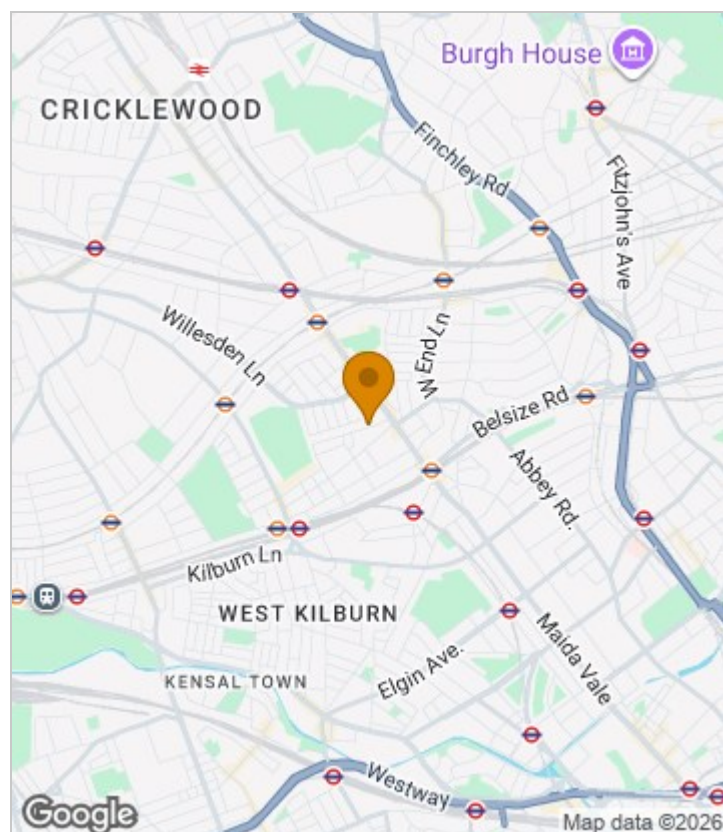 Burgh House
CRICKLEWOOD
Finchley Rd
Fitzjohn's Ave
Willesden Ln
W End Ln
Belsize Rd
Abbey Rd.
Kilburn Ln
WEST KILBURN
Maida Vale
Elgin Ave.
KENSAL TOWN
Westway
Google
Map data ©2026